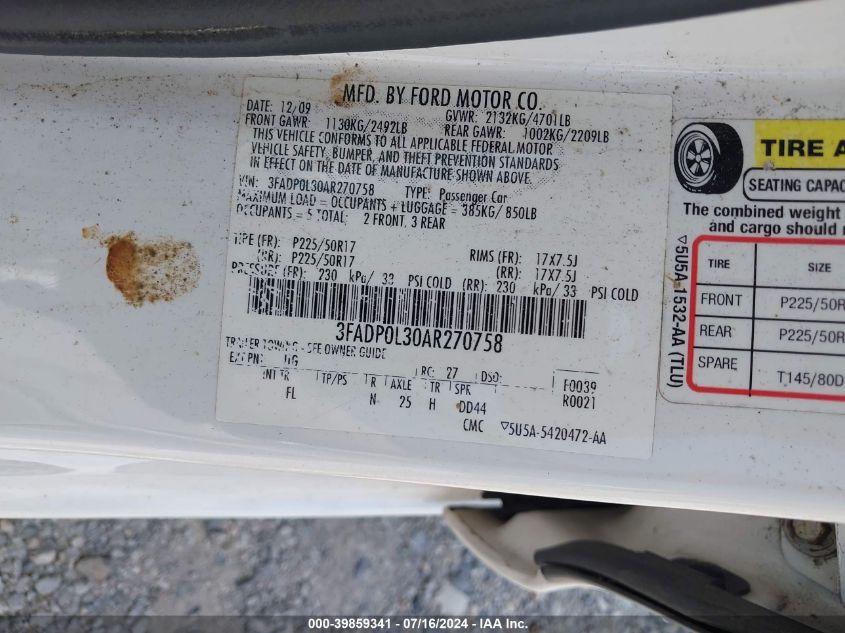 MFD. BY FORD MOTOR CO.
DATE: 12/09 GVWR: 2132KG/4701LB
FRONT GAWR: 1130KG/2492LB REAR GAWR: 1002KG/2209LB
THIS VEHICLE CONFORMS TO ALL APPLICABLE FEDERAL MOTOR
VEHICLE SAFETY, BUMPER, AND THEFT PREVENTION STANDARDS
IN EFFECT ON THE DATE OF MANUFACTURE SHOWN ABOVE.
VIN: 3FADP0L30AR270758 TYPE: Passenger Car
MAXIMUM LOAD = OCCUPANTS + LUGGAGE = 385KG/850LB
OCCUPANTS = 5 TOTAL: 2 FRONT, 3 REAR
TIRE (FR): P225/50R17 RIMS (FR): 17X7.5J
(RR): P225/50R17 (RR): 17X7.5J
PRESSURE (FR): 230 kPa/ 33 PSI COLD (RR): 230 kPa/ 33 PSI COLD
3FADP0L30AR270758
TRAILER TOWING - SEE OWNER GUIDE
EXT PNT: UG RC: 27 DSO: F0039
INT TR TP/PS R AXLE TR SPR R0021
FL N 25 H DD44
CMC ▽5U5A-5420472-AA
TIRE A
SEATING CAPAC
The combined weight
and cargo should n
TIRE SIZE
FRONT P225/50R
REAR P225/50R
SPARE T145/80D
▽5U5A-1532-AA (7LU)
000-39859341 - 07/16/2024 - IAA Inc.